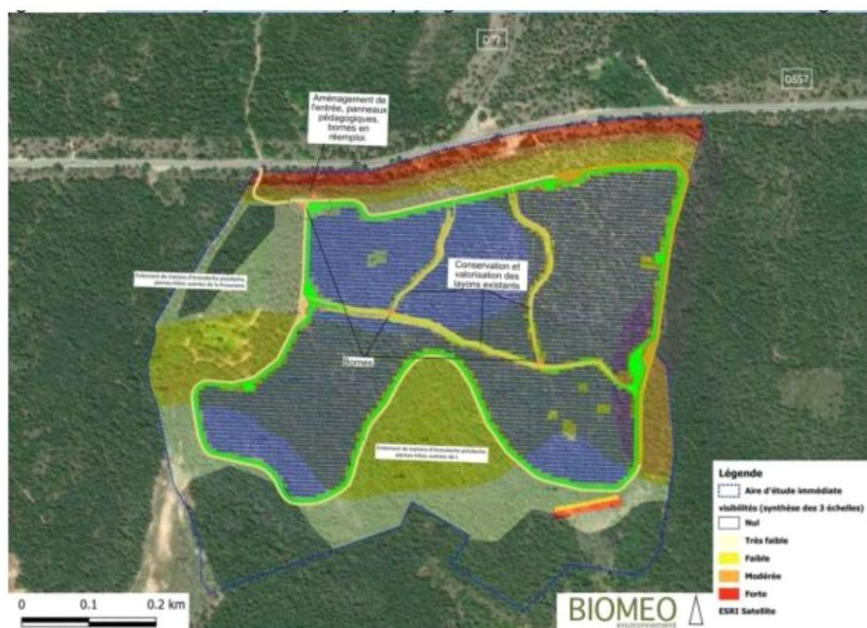 D77
D557
Aménagement de
l'entrée, panneaux
pédagogiques,
bornes en
réemploi.
Conservation et
valorisation des
layons existants
Bornes
Légende
Aire d'étude immédiate
visibilités (synthèse des 3 échelles)
Nul
Très faible
Faible
Modérée
Forte
ESRI Satellite
0 0.1 0.2 km
BIOMEO
environnement